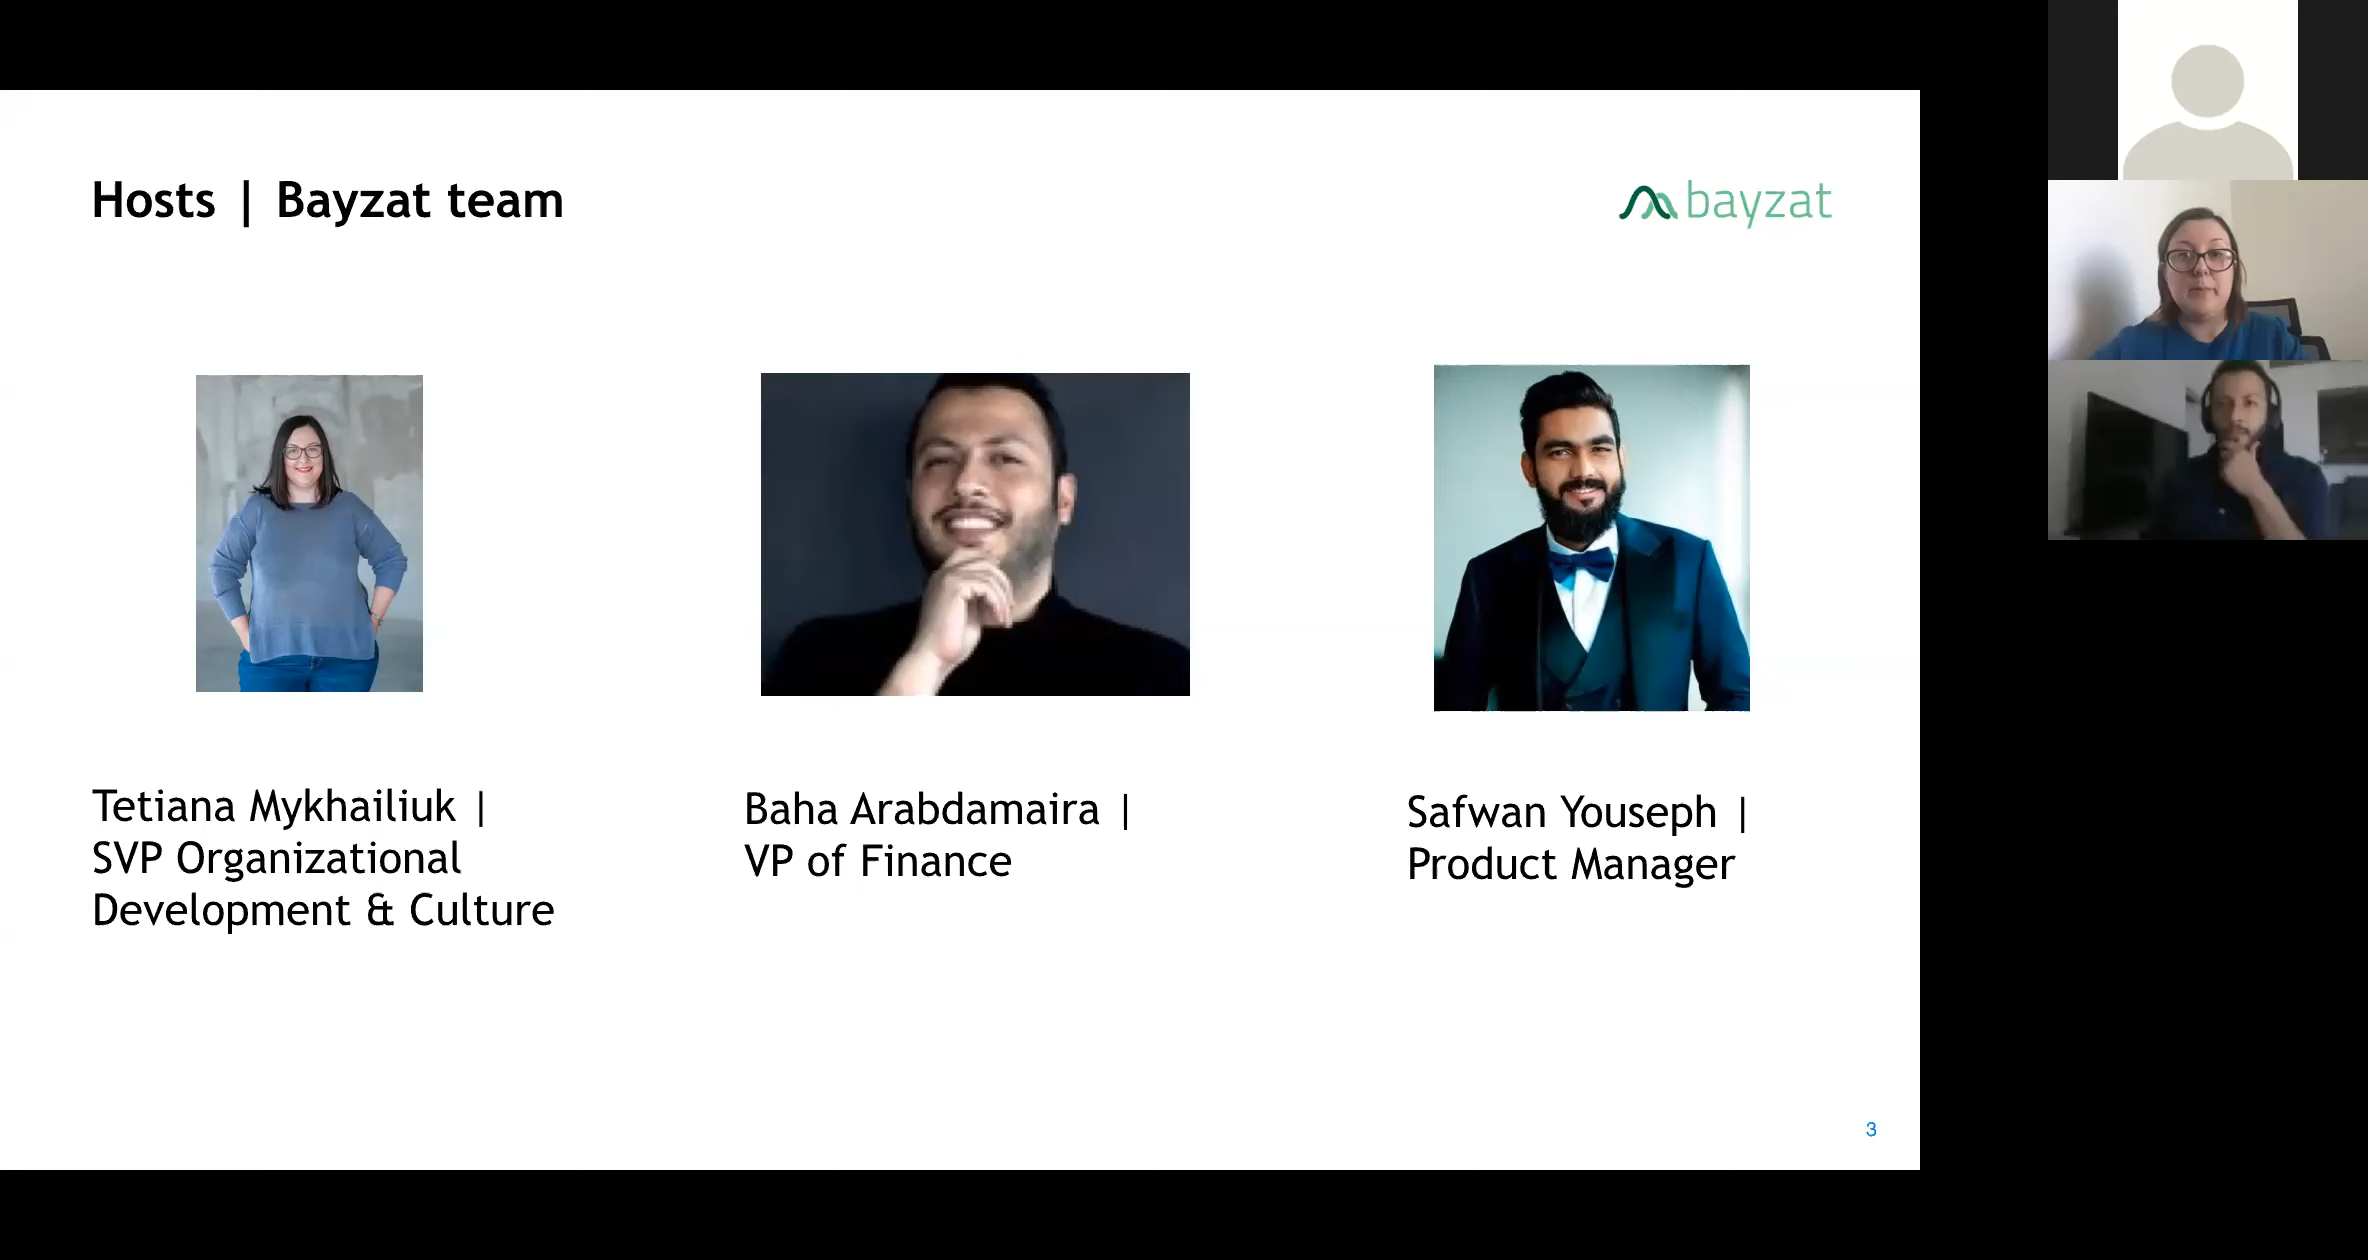 Hosts | Bayzat team
bayzat
Tetiana Mykhailiuk |
SVP Organizational
Development & Culture
Baha Arabdamaira |
VP of Finance
Safwan Youseph |
Product Manager
3